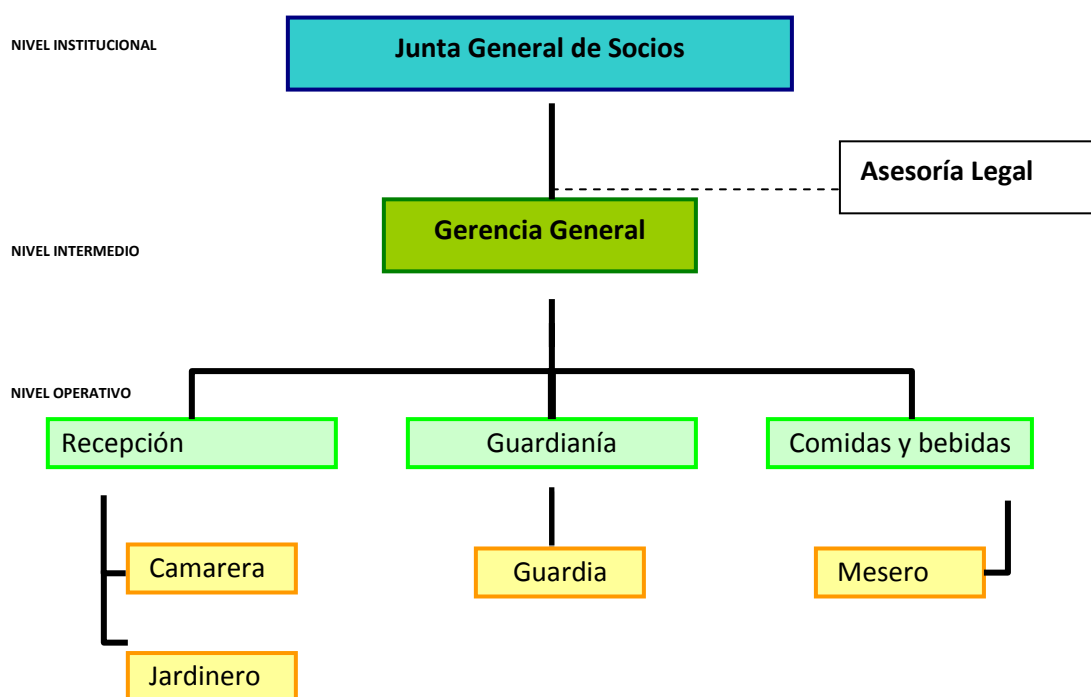 NIVEL INSTITUCIONAL
Junta General de Socios
Asesoría Legal
Gerencia General
NIVEL INTERMEDIO
NIVEL OPERATIVO
Recepción
Guardianía
Comidas y bebidas
Camarera
Guardia
Mesero
Jardinero